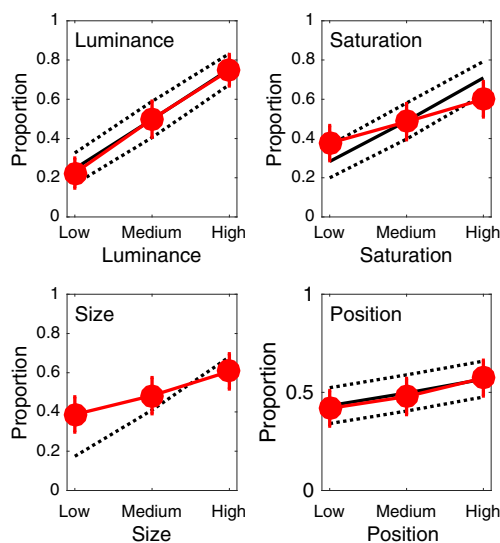 Luminance
Proportion
1
0.8
0.6
0.4
0.2
0
Low Medium High
Luminance
Saturation
Proportion
1
0.8
0.6
0.4
0.2
0
Low Medium High
Saturation
Size
Proportion
1
0.8
0.6
0.4
0.2
0
Low Medium High
Size
Position
Proportion
1
0.5
0
Low Medium High
Position